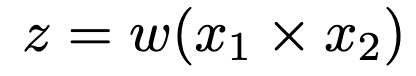 z = w(x₁ × x₂)